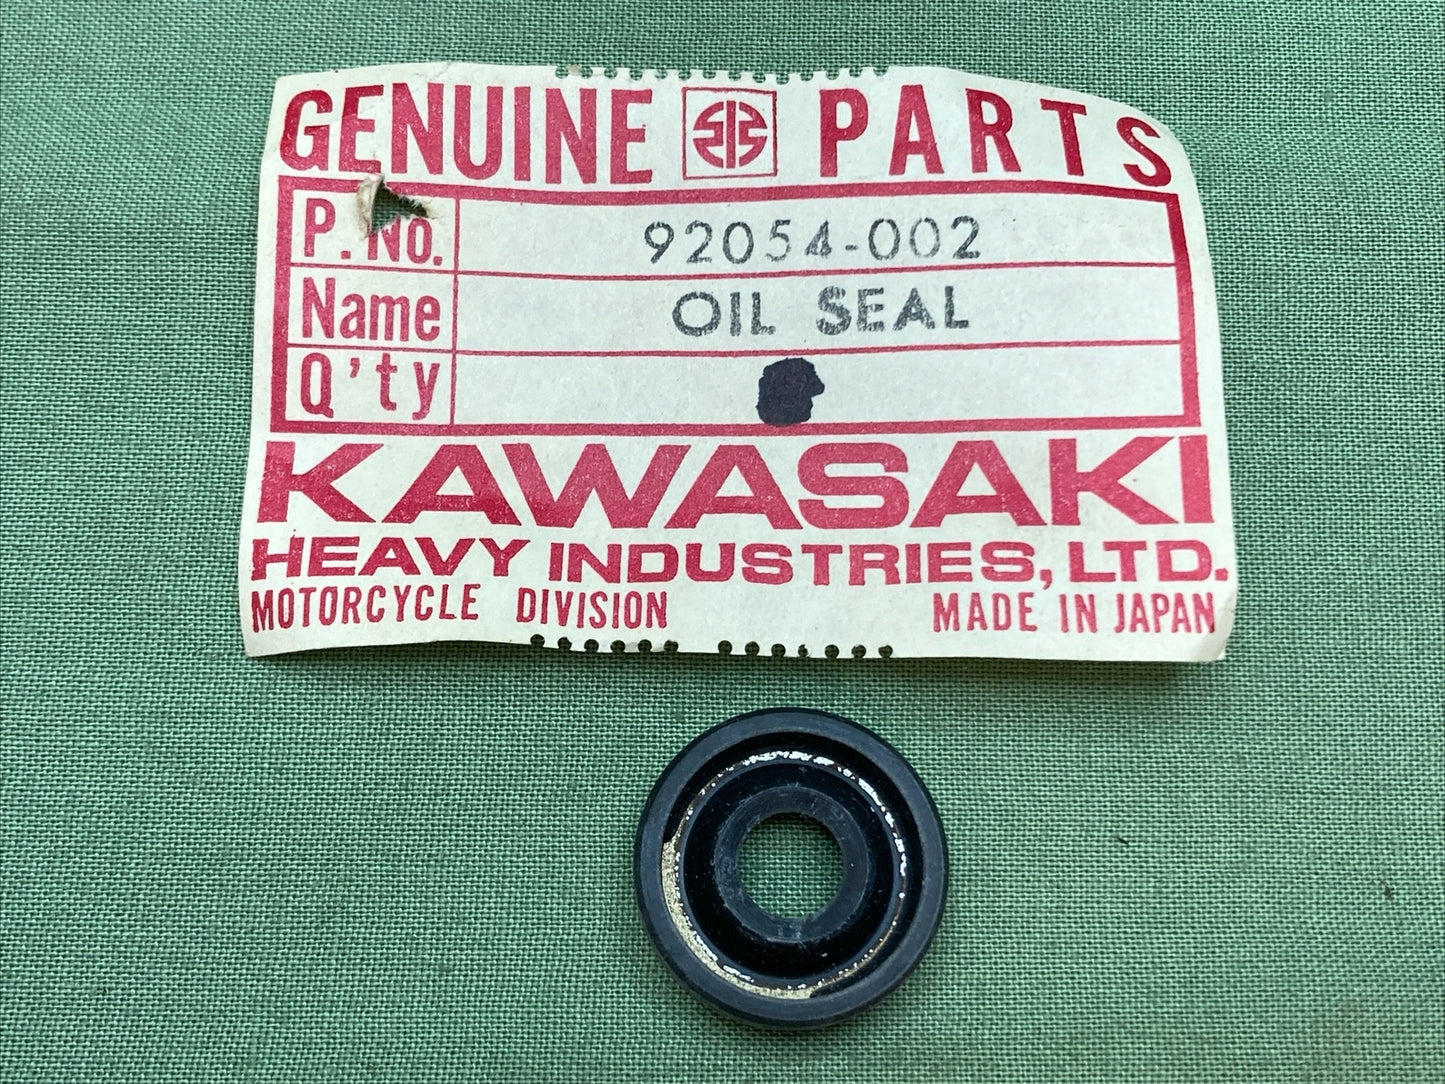 GENUINE PARTS
P. No. 92054-002
Name OIL SEAL
Q'ty
KAWASAKI
HEAVY INDUSTRIES, LTD.
MOTORCYCLE DIVISION MADE IN JAPAN